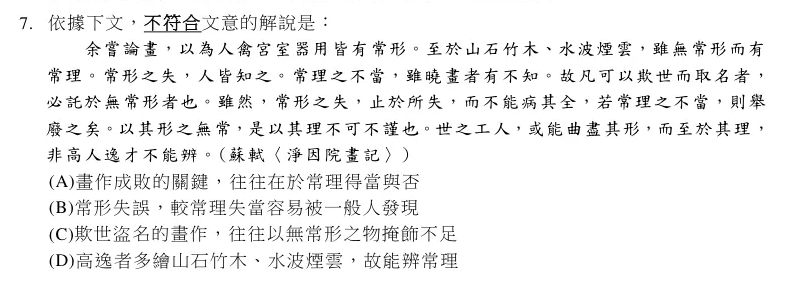 7. 依據下文，不符合文意的解說是：
余嘗論畫，以為人禽宮室器用皆有常形。至於山石竹木、水波煙雲，雖無常形而有
常理。常形之失，人皆知之。常理之不當，雖曉畫者有不知。故凡可以欺世而取名者，
必託於無常形者也。雖然，常形之失，止於所失，而不能病其全，若常理之不當，則舉
廢之矣。以其形之無常，是以其理不可不謹也。世之工人，或能曲盡其形，而至於其理，
非高人逸才不能辨。（蘇軾〈淨因院畫記〉）
(A)畫作成敗的關鍵，往往在於常理得當與否
(B)常形失誤，較常理失當容易被一般人發現
(C)欺世盜名的畫作，往往以無常形之物掩飾不足
(D)高逸者多繪山石竹木、水波煙雲，故能辨常理